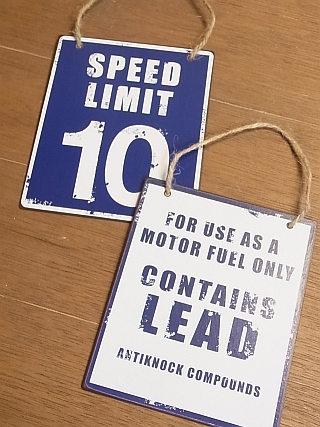 SPEED
LIMIT
10
FOR USE AS A
MOTOR FUEL ONLY
CONTAINS
LEAD
ANTIKNOCK COMPOUNDS